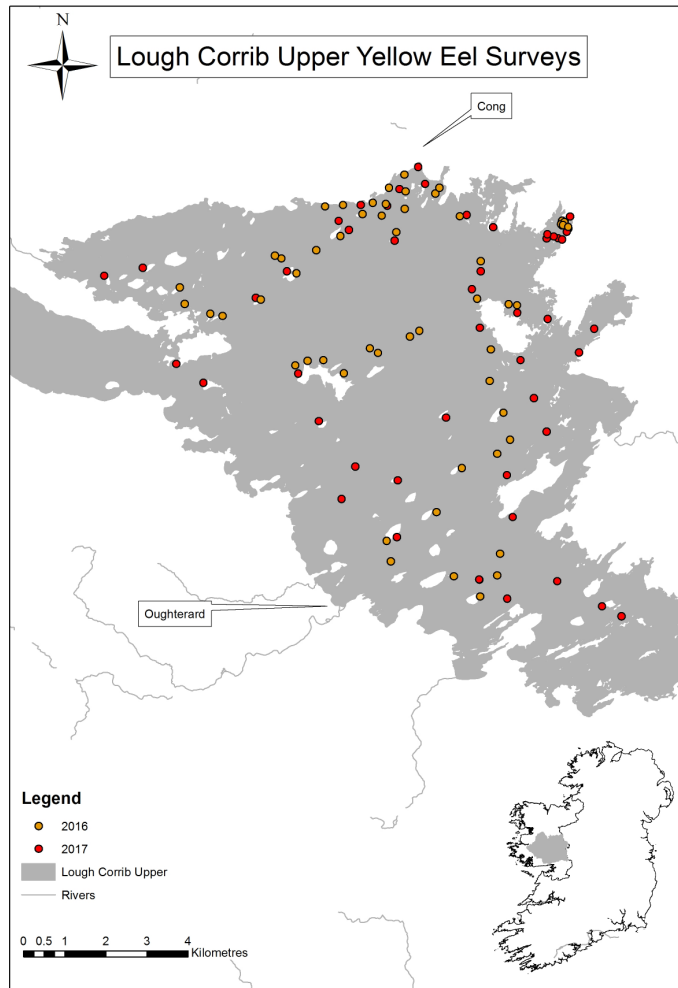 N
Lough Corrib Upper Yellow Eel Surveys
Cong
Oughterard
Legend
2016
2017
Lough Corrib Upper
Rivers
0 0.5 1 2 3 4
Kilometres